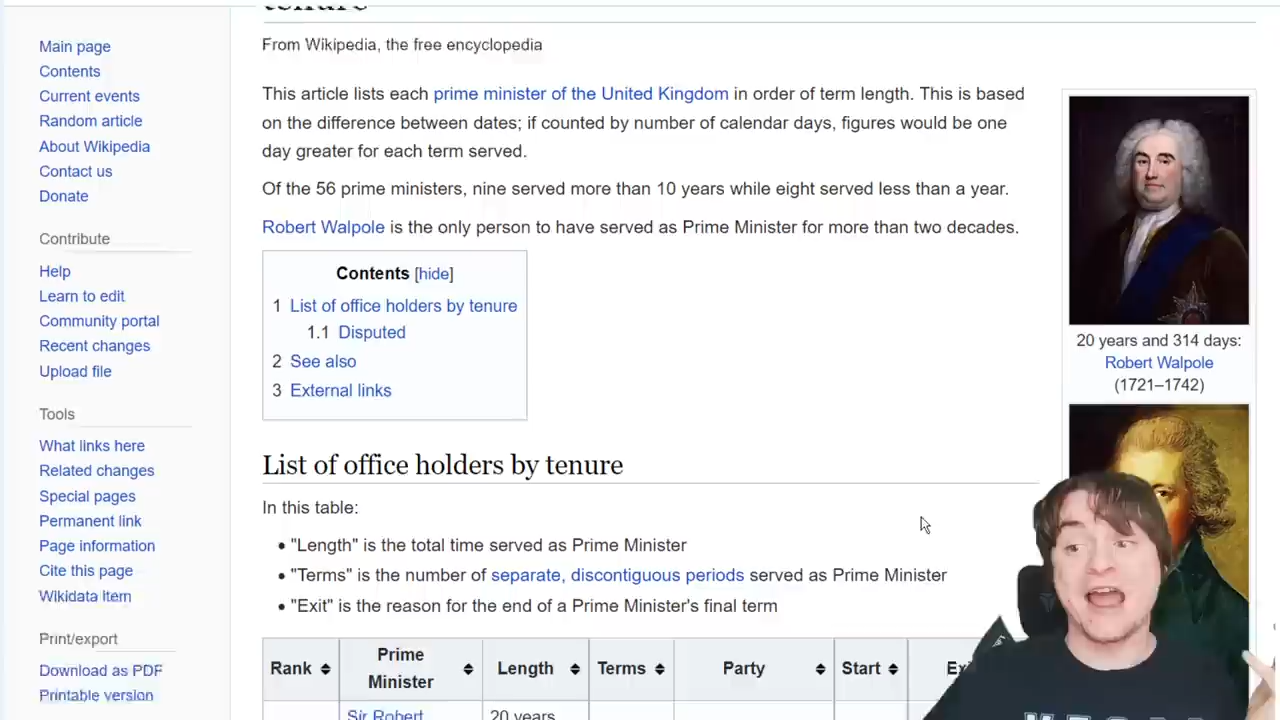 tenure
From Wikipedia, the free encyclopedia
This article lists each prime minister of the United Kingdom in order of term length. This is based
on the difference between dates; if counted by number of calendar days, figures would be one
day greater for each term served.
Of the 56 prime ministers, nine served more than 10 years while eight served less than a year.
Robert Walpole is the only person to have served as Prime Minister for more than two decades.
Contents [hide]
1 List of office holders by tenure
1.1 Disputed
2 See also
3 External links
List of office holders by tenure
In this table:
• "Length" is the total time served as Prime Minister
• "Terms" is the number of separate, discontiguous periods served as Prime Minister
• "Exit" is the reason for the end of a Prime Minister's final term
Rank
Prime
Minister
Length
Terms
Party
Start
Sir Robert
20 years
Main page
Contents
Current events
Random article
About Wikipedia
Contact us
Donate
Contribute
Help
Learn to edit
Community portal
Recent changes
Upload file
Tools
What links here
Related changes
Special pages
Permanent link
Page information
Cite this page
Wikidata item
Print/export
Download as PDF
Printable version
20 years and 314 days:
Robert Walpole
(1721–1742)